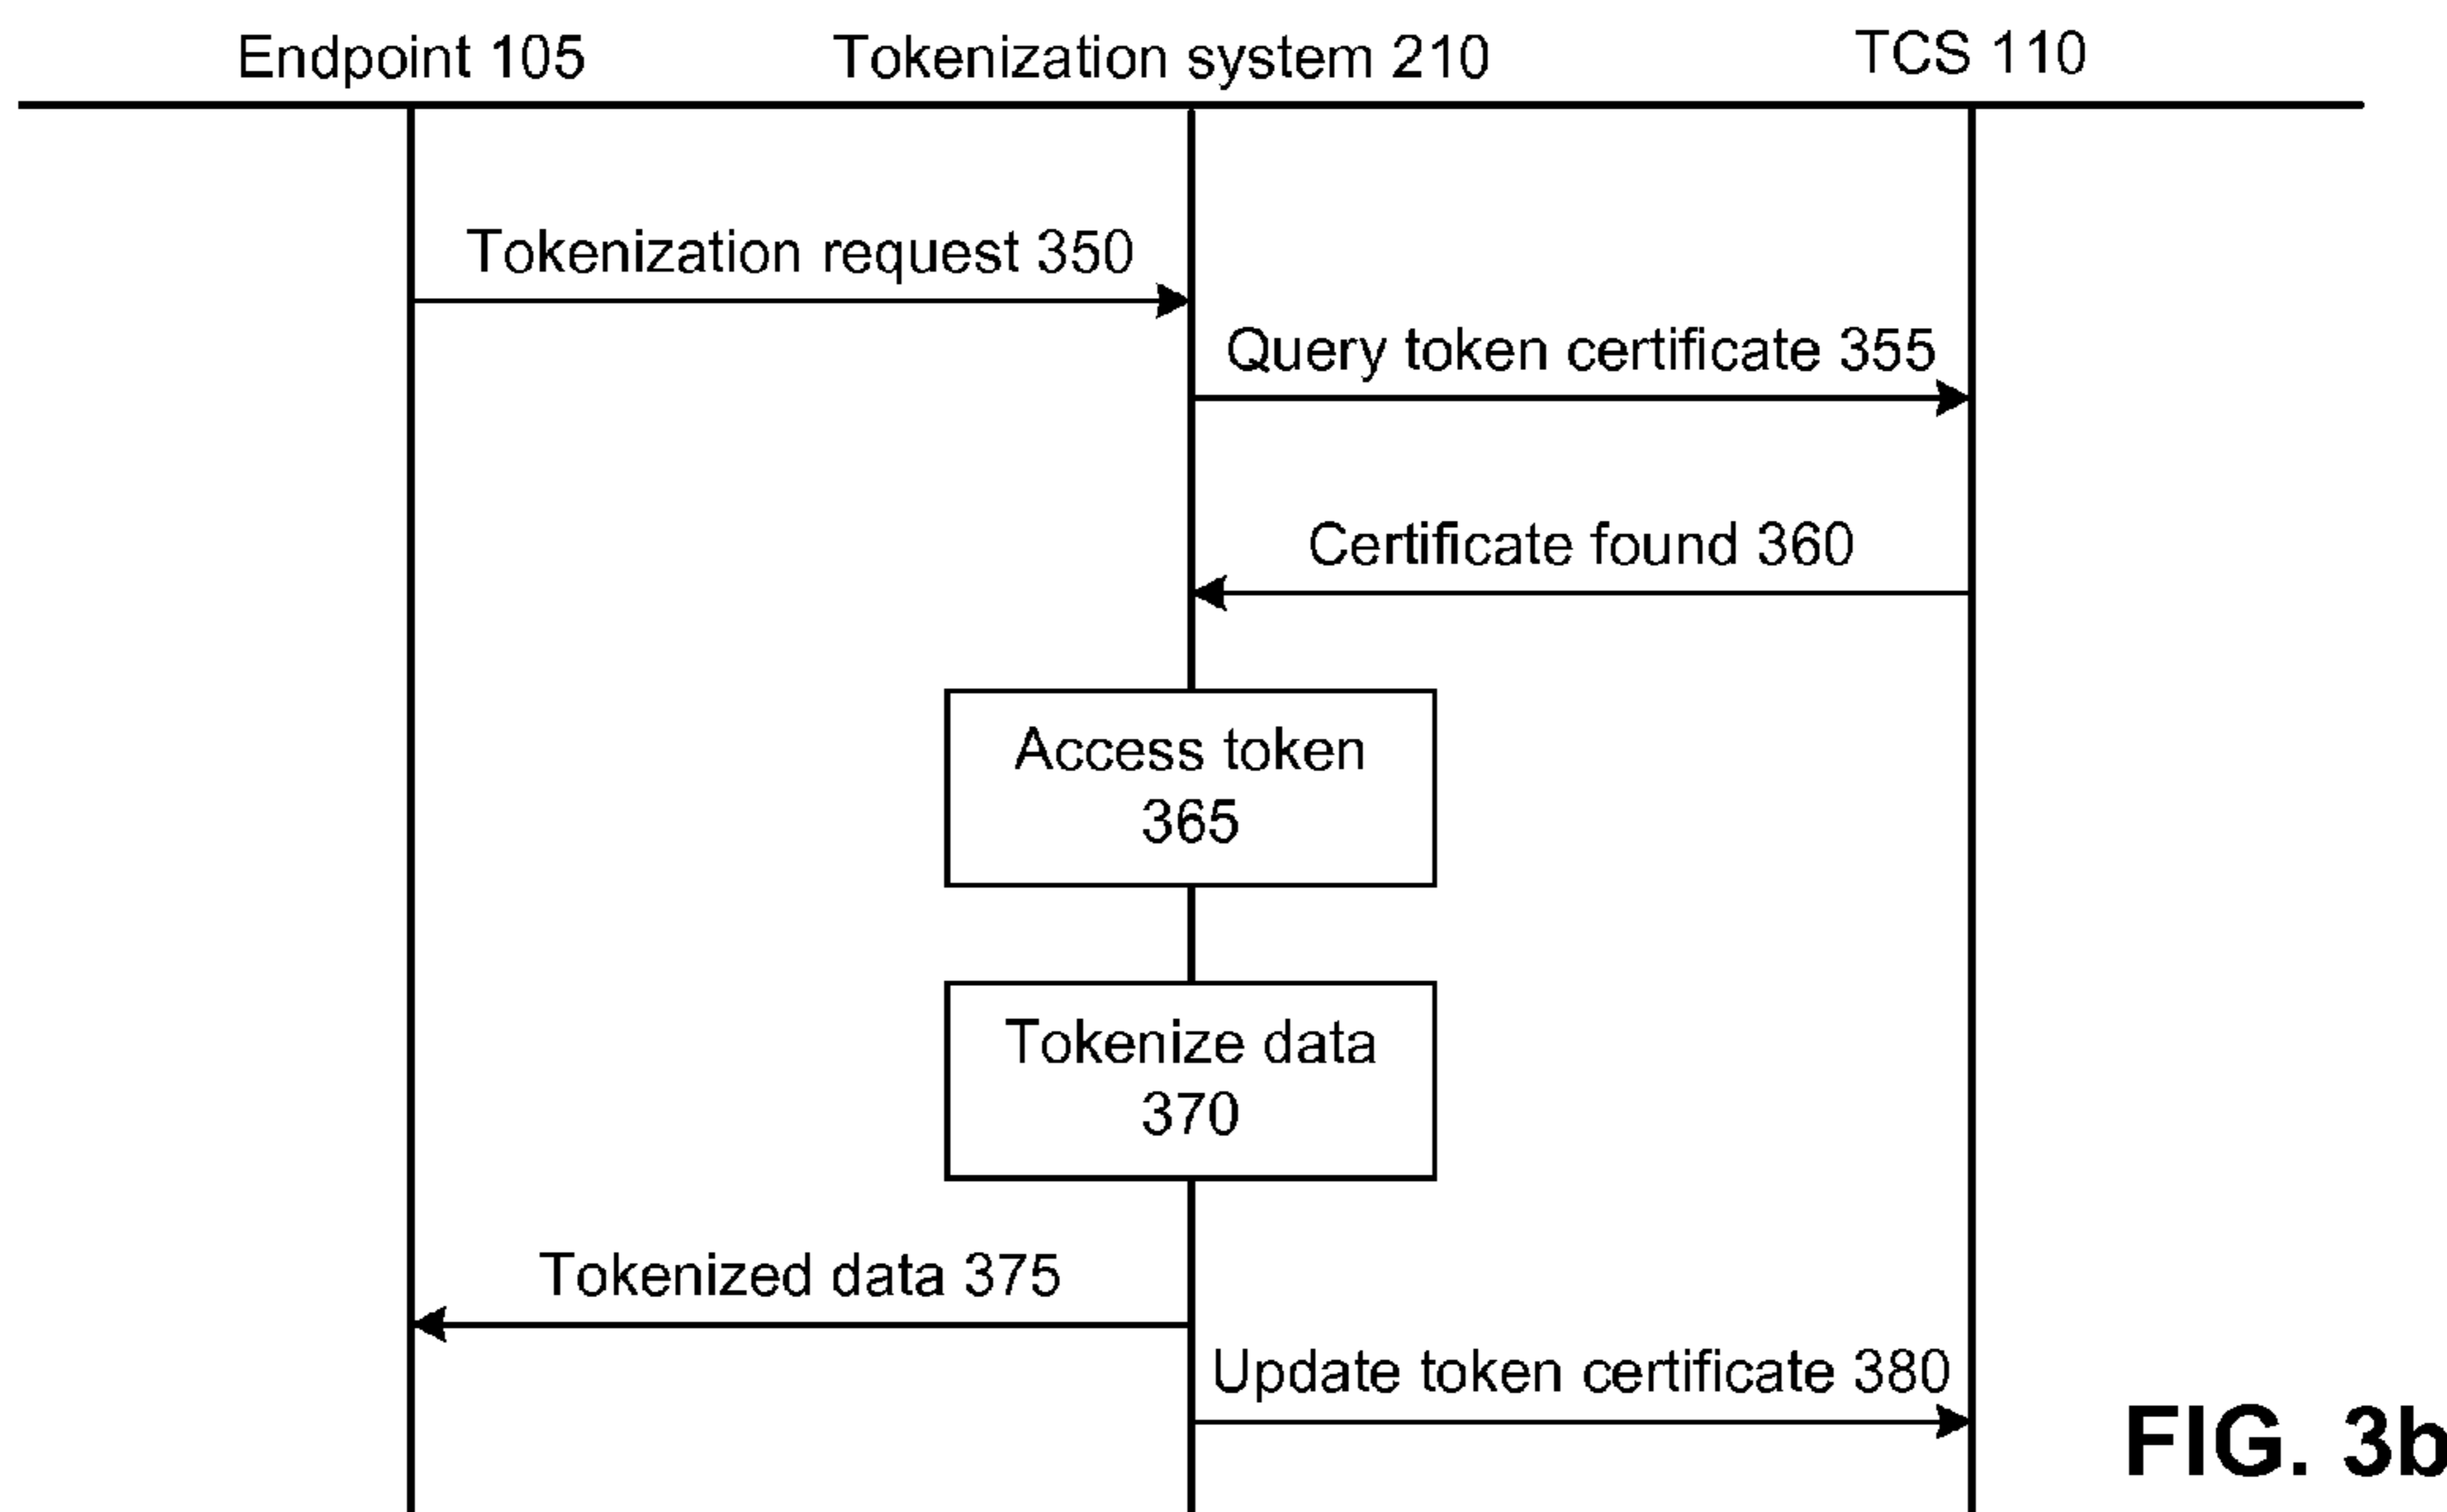 Endpoint 105
Tokenization system 210
TCS 110
Tokenization request 350
Query token certificate 355
Certificate found 360
Access token
365
Tokenize data
370
Tokenized data 375
Update token certificate 380
FIG. 3b